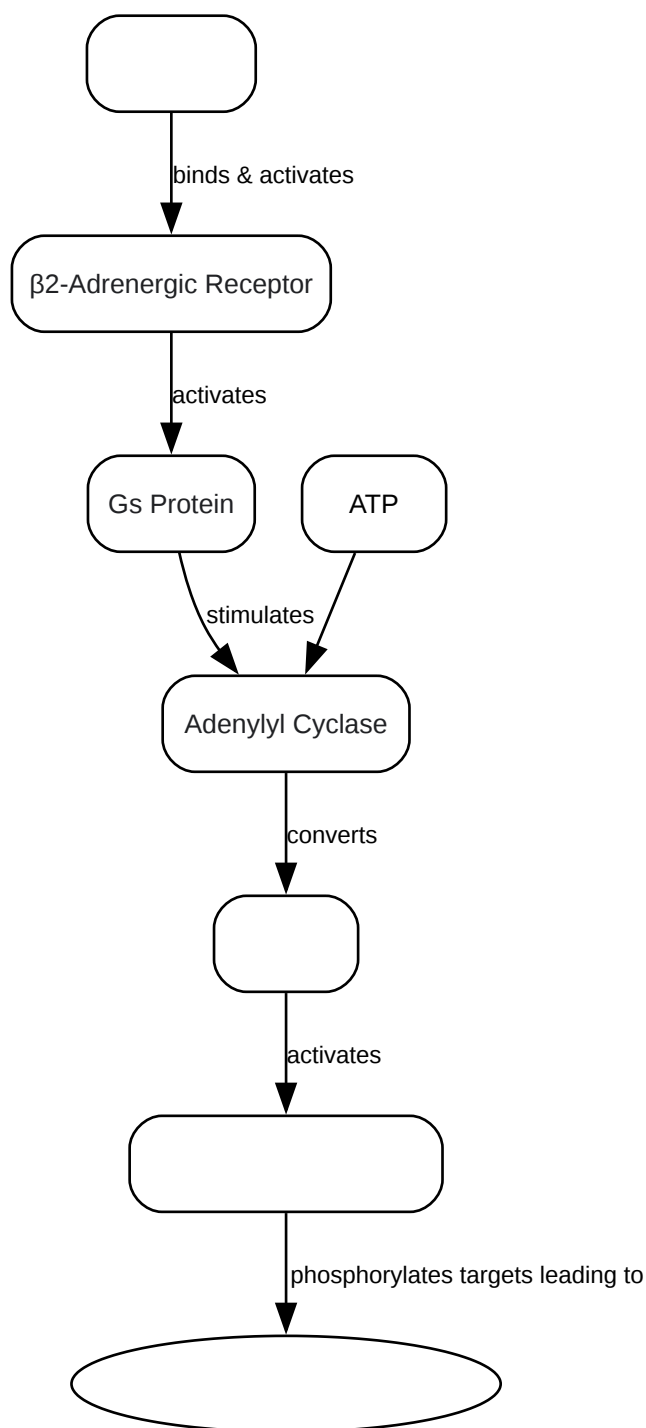 binds & activates
β2-Adrenergic Receptor
activates
Gs Protein
ATP
stimulates
Adenylyl Cyclase
converts
activates
phosphorylates targets leading to